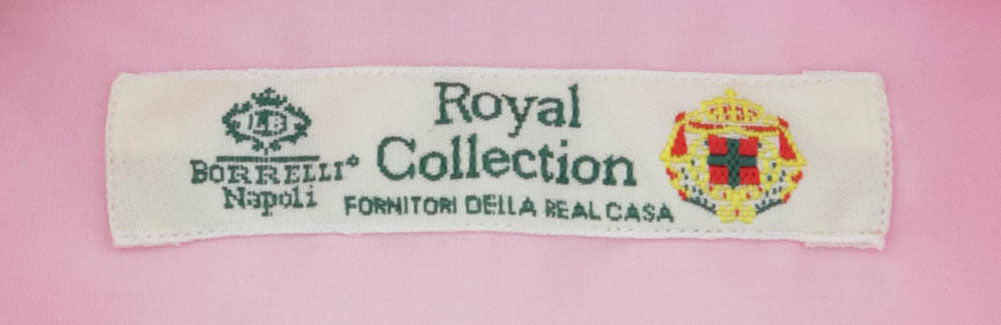 LB
BORRELLI
Napoli
Royal
Collection
FORNITORI DELLA REAL CASA